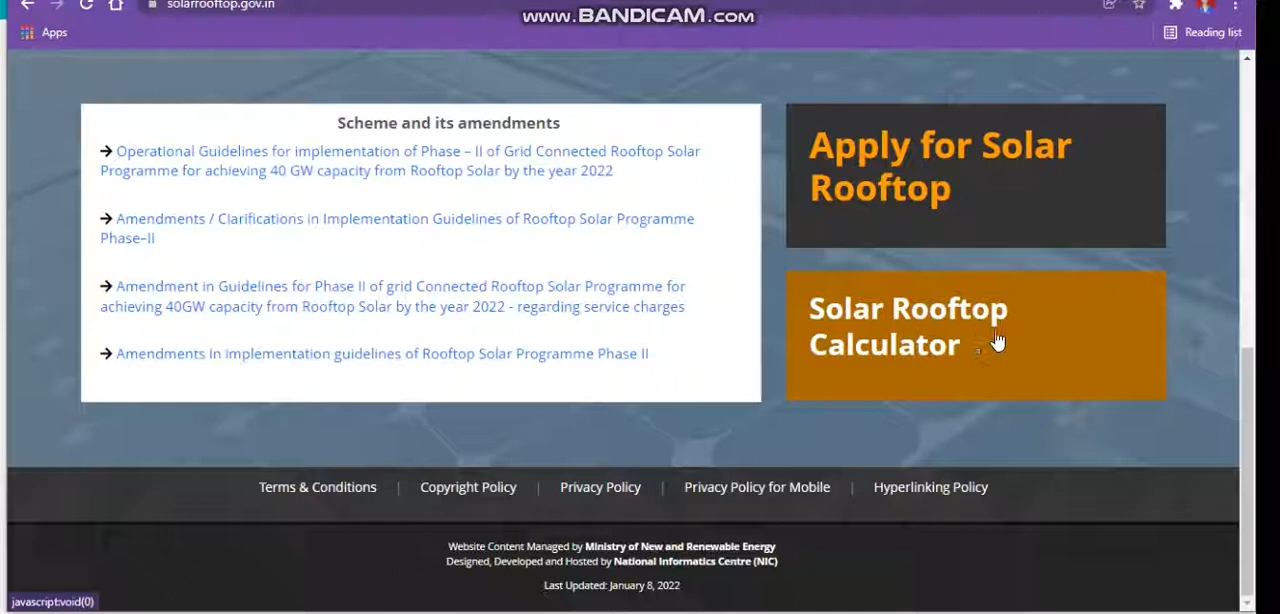 solarrooftop.gov.in
www.BANDICAM.com
Apps
Reading list
Scheme and its amendments
Operational Guidelines for implementation of Phase – II of Grid Connected Rooftop Solar
Programme for achieving 40 GW capacity from Rooftop Solar by the year 2022
Amendments / Clarifications in Implementation Guidelines of Rooftop Solar Programme
Phase–II
Amendment in Guidelines for Phase II of grid Connected Rooftop Solar Programme for
achieving 40GW capacity from Rooftop Solar by the year 2022 - regarding service charges
Amendments in implementation guidelines of Rooftop Solar Programme Phase II
Apply for Solar
Rooftop
Solar Rooftop
Calculator
Terms & Conditions | Copyright Policy | Privacy Policy | Privacy Policy for Mobile | Hyperlinking Policy
Website Content Managed by Ministry of New and Renewable Energy
Designed, Developed and Hosted by National Informatics Centre (NIC)
Last Updated: January 8, 2022
javascript:void(0)